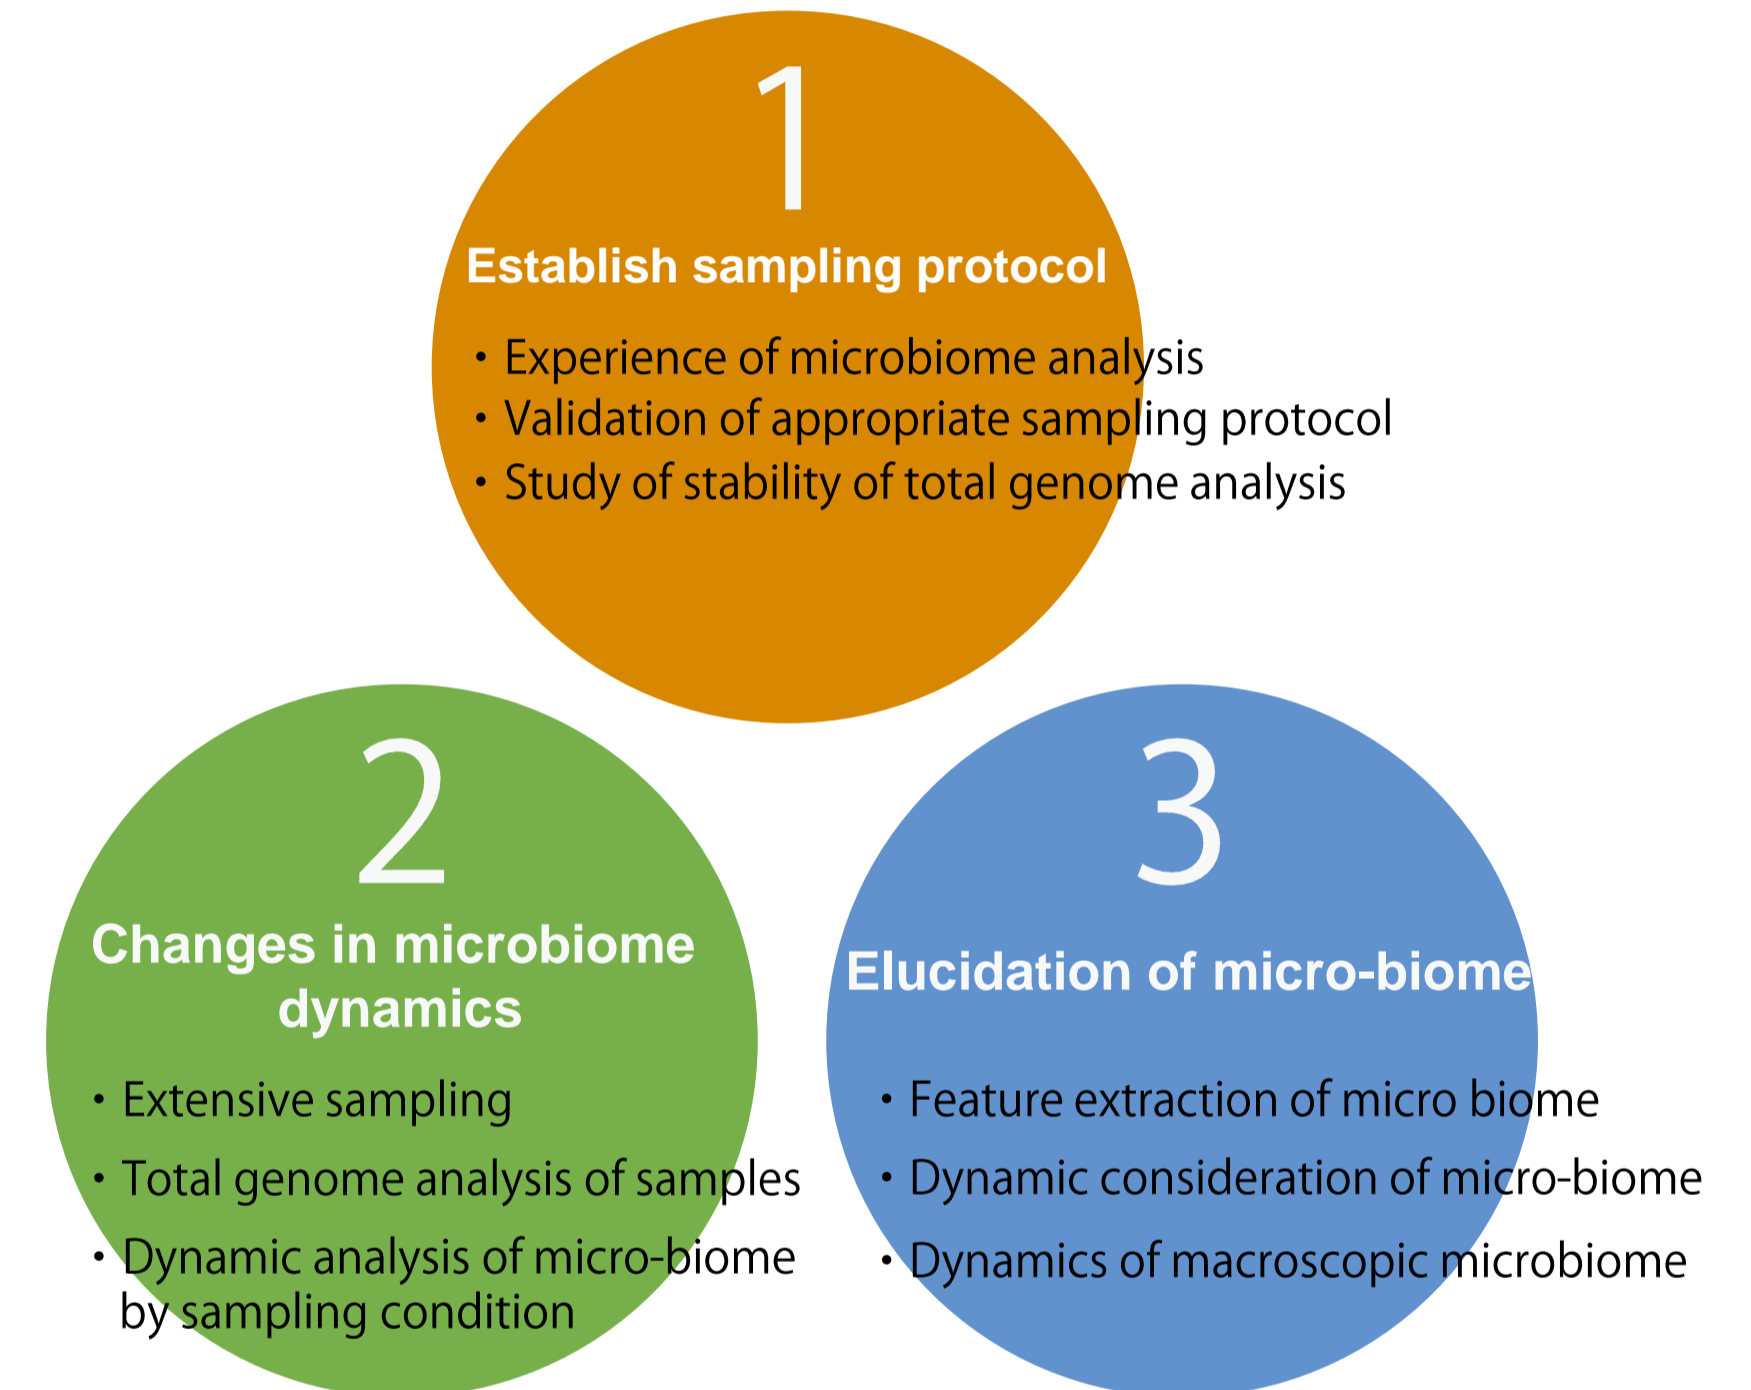 1
Establish sampling protocol
・Experience of microbiome analysis
・Validation of appropriate sampling protocol
・Study of stability of total genome analysis
2
Changes in microbiome
dynamics
・Extensive sampling
・Total genome analysis of samples
・Dynamic analysis of micro-biome
by sampling condition
3
Elucidation of micro-biome
・Feature extraction of micro biome
・Dynamic consideration of micro-biome
・Dynamics of macroscopic microbiome